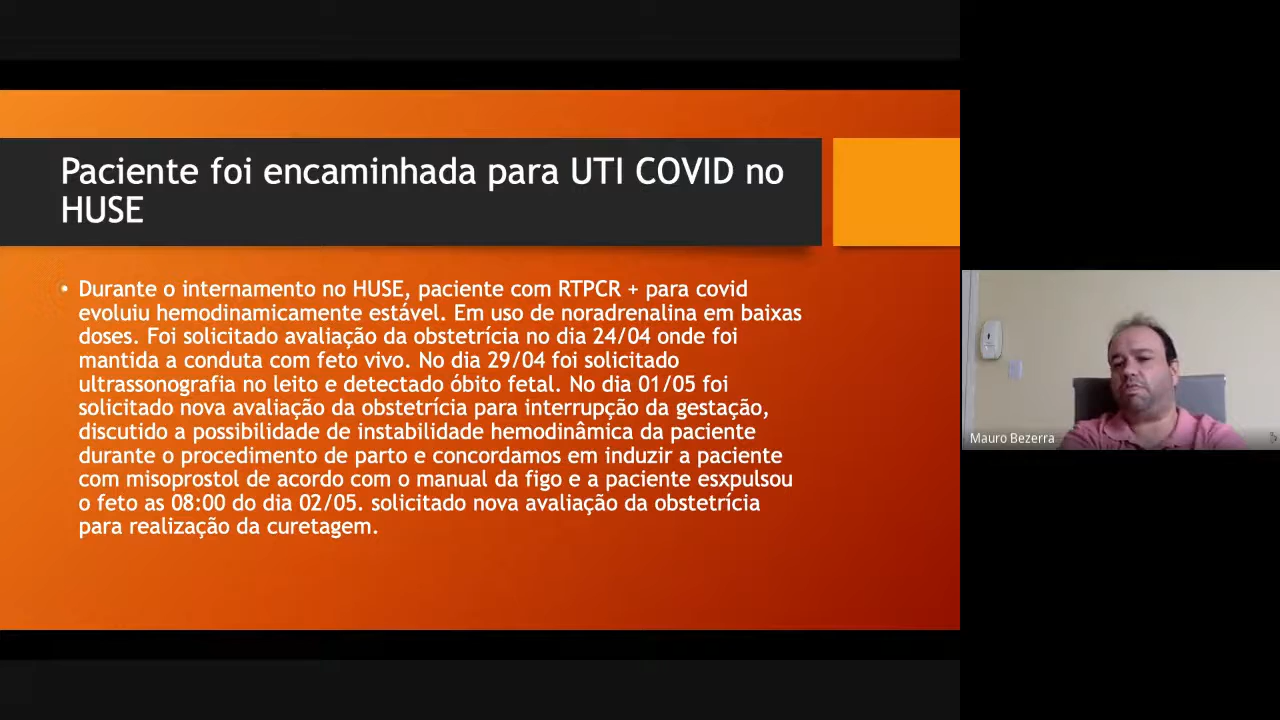 Paciente foi encaminhada para UTI COVID no
HUSE
• Durante o internamento no HUSE, paciente com RTPCR + para covid
evoluiu hemodinamicamente estável. Em uso de noradrenalina em baixas
doses. Foi solicitado avaliação da obstetrícia no dia 24/04 onde foi
mantida a conduta com feto vivo. No dia 29/04 foi solicitado
ultrassonografia no leito e detectado óbito fetal. No dia 01/05 foi
solicitado nova avaliação da obstetrícia para interrupção da gestação,
discutido a possibilidade de instabilidade hemodinâmica da paciente
durante o procedimento de parto e concordamos em induzir a paciente
com misoprostol de acordo com o manual da figo e a paciente esxpulsou
o feto as 08:00 do dia 02/05. solicitado nova avaliação da obstetrícia
para realização da curetagem.
Mauro Bezerra